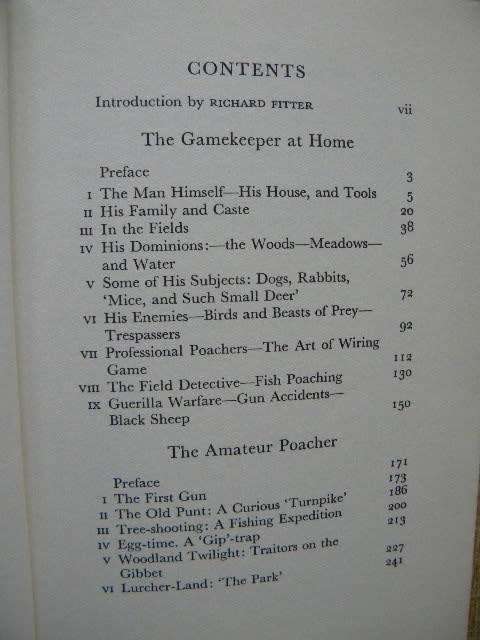 CONTENTS
Introduction by RICHARD FITTER vii
The Gamekeeper at Home
Preface 3
I The Man Himself—His House, and Tools 5
II His Family and Caste 20
III In the Fields 38
IV His Dominions:—the Woods—Meadows—
and Water 56
V Some of His Subjects: Dogs, Rabbits,
'Mice, and Such Small Deer' 72
VI His Enemies—Birds and Beasts of Prey—
Trespassers 92
VII Professional Poachers—The Art of Wiring
Game 112
VIII The Field Detective—Fish Poaching 130
IX Guerilla Warfare—Gun Accidents—
Black Sheep 150
The Amateur Poacher
Preface 171
I The First Gun 173
II The Old Punt: A Curious 'Turnpike' 186
III Tree-shooting: A Fishing Expedition 200
IV Egg-time. A 'Gip'-trap 213
V Woodland Twilight: Traitors on the
Gibbet 227
VI Lurcher-Land: 'The Park' 241